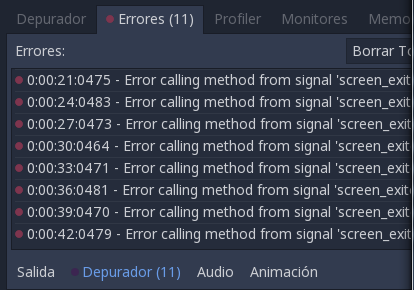 Depurador Errores (11) Profiler Monitores Memo
Errores: Borrar To
0:00:21:0475 - Error calling method from signal 'screen_exit
0:00:24:0483 - Error calling method from signal 'screen_exit
0:00:27:0473 - Error calling method from signal 'screen_exit
0:00:30:0464 - Error calling method from signal 'screen_exit
0:00:33:0471 - Error calling method from signal 'screen_exit
0:00:36:0481 - Error calling method from signal 'screen_exit
0:00:39:0470 - Error calling method from signal 'screen_exit
0:00:42:0479 - Error calling method from signal 'screen_exit
Salida Depurador (11) Audio Animación